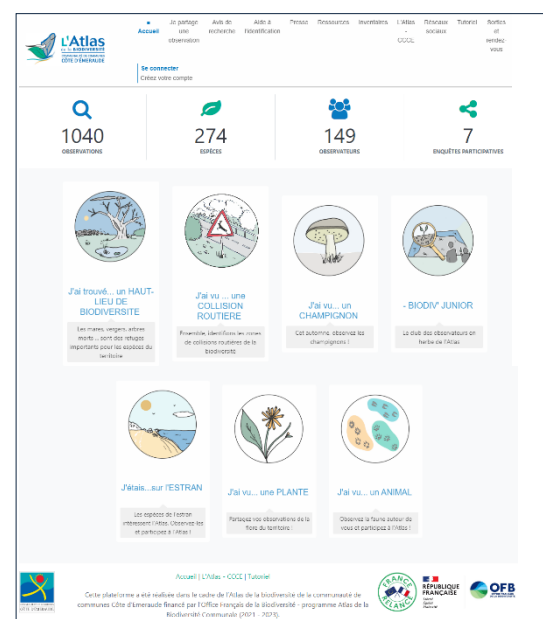 Accueil
Je partage
une
observation
Avis de
recherche
Aide à
l'identification
Presse
Ressources
Inventaires
L'Atlas
-
CCCE
Réseaux
sociaux
Tutoriel
Sorties
et
rendez-
vous
L'Atlas
DE LA BIODIVERSITÉ
CÔTE D'ÉMERAUDE
Se connecter
Créez votre compte
1040
OBSERVATIONS
274
ESPÈCES
149
OBSERVATEURS
7
ENQUÊTES PARTICIPATIVES
J'ai trouvé... un HAUT-
LIEU DE
BIODIVERSITE
Les mares, vergers, arbres
morts ... sont des refuges
importants pour les espèces du
territoire
J'ai vu ... une
COLLISION
ROUTIERE
Ensemble, identifions les zones
de collisions routières de la
biodiversité
J'ai vu... un
CHAMPIGNON
Cet automne, observez les
champignons !
- BIODIV' JUNIOR
Le club des observateurs en
herbe de l'Atlas
J'étais...sur l'ESTRAN
Les espèces de l'estran
intéressent l'Atlas. Observez-les
et participez à l'Atlas !
J'ai vu... une PLANTE
Partagez vos observations de la
flore du territoire !
J'ai vu... un ANIMAL
Observez la faune autour de
vous et participez à l'Atlas !
Accueil | L'Atlas - CCCE | Tutoriel
Cette plateforme a été réalisée dans le cadre de l'Atlas de la biodiversité de la communauté de
communes Côte d'Emeraude financé par l'Office Français de la Biodiversité - programme Atlas de la
Biodiversité Communale (2021 - 2023).
CÔTE D'ÉMERAUDE
FRANCE
RELANCE
RÉPUBLIQUE
FRANÇAISE
Liberté
Égalité
Fraternité
OFB